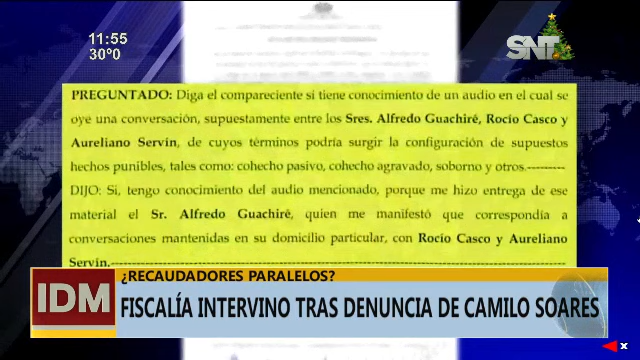 11:55
30⁰
SNT
PREGUNTADO: Diga el compareciente si tiene conocimiento de un audio en el cual se
oye una conversación, supuestamente entre los Sres. Alfredo Guachiré, Rocío Casco y
Aureliano Servín, de cuyos términos podría surgir la configuración de supuestos
hechos punibles, tales como: cohecho pasivo, cohecho agravado, soborno y otros.---------
DIJO: Si, tengo conocimiento del audio mencionado, porque me hizo entrega de ese
material el Sr. Alfredo Guachiré, quien me manifestó que correspondía a
conversaciones mantenidas en su domicilio particular, con Rocío Casco y Aureliano
Servín.
¿RECAUDADORES PARALELOS?
IDM
FISCALÍA INTERVINO TRAS DENUNCIA DE CAMILO SOARES
x